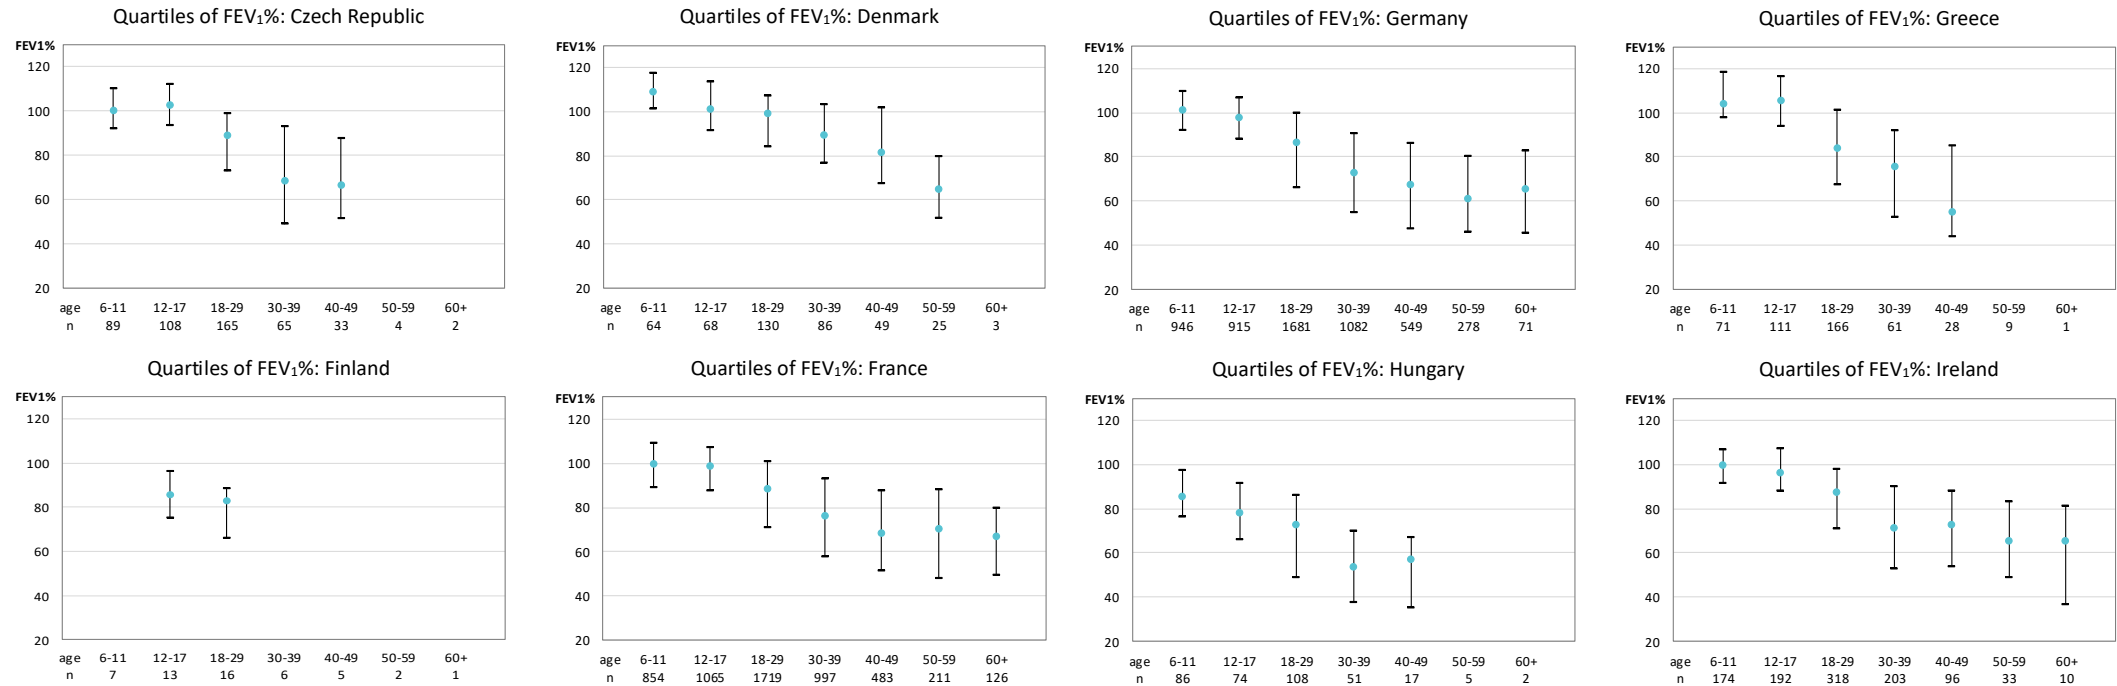 Quartiles of FEV₁%: Czech Republic
FEV1%
120
100
80
60
40
20
age 6-11 12-17 18-29 30-39 40-49 50-59 60+
n 89 108 165 65 33 4 2
Quartiles of FEV₁%: Denmark
FEV1%
120
100
80
60
40
20
age 6-11 12-17 18-29 30-39 40-49 50-59 60+
n 64 68 130 86 49 25 3
Quartiles of FEV₁%: Germany
FEV1%
120
100
80
60
40
20
age 6-11 12-17 18-29 30-39 40-49 50-59 60+
n 946 915 1681 1082 549 278 71
Quartiles of FEV₁%: Greece
FEV1%
120
100
80
60
40
20
age 6-11 12-17 18-29 30-39 40-49 50-59 60+
n 71 111 166 61 28 9 1
Quartiles of FEV₁%: Finland
FEV1%
120
100
80
60
40
20
age 6-11 12-17 18-29 30-39 40-49 50-59 60+
n 7 13 16 6 5 2 1
Quartiles of FEV₁%: France
FEV1%
120
100
80
60
40
20
age 6-11 12-17 18-29 30-39 40-49 50-59 60+
n 854 1065 1719 997 483 211 126
Quartiles of FEV₁%: Hungary
FEV1%
120
100
80
60
40
20
age 6-11 12-17 18-29 30-39 40-49 50-59 60+
n 86 74 108 51 17 5 2
Quartiles of FEV₁%: Ireland
FEV1%
120
100
80
60
40
20
age 6-11 12-17 18-29 30-39 40-49 50-59 60+
n 174 192 318 203 96 33 10